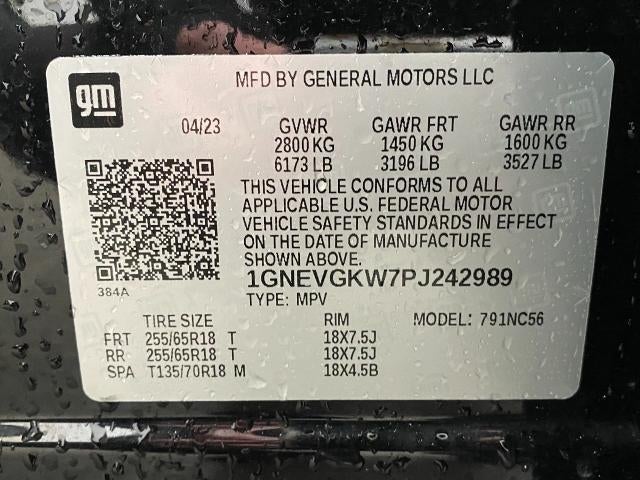 gm
MFD BY GENERAL MOTORS LLC
04/23 GVWR GAWR FRT GAWR RR
2800 KG 1450 KG 1600 KG
6173 LB 3196 LB 3527 LB
THIS VEHICLE CONFORMS TO ALL
APPLICABLE U.S. FEDERAL MOTOR
VEHICLE SAFETY STANDARDS IN EFFECT
ON THE DATE OF MANUFACTURE
SHOWN ABOVE.
384A
1GNEVGKW7PJ242989
TYPE: MPV
TIRE SIZE RIM MODEL: 791NC56
FRT 255/65R18 T 18X7.5J
RR 255/65R18 T 18X7.5J
SPA T135/70R18 M 18X4.5B